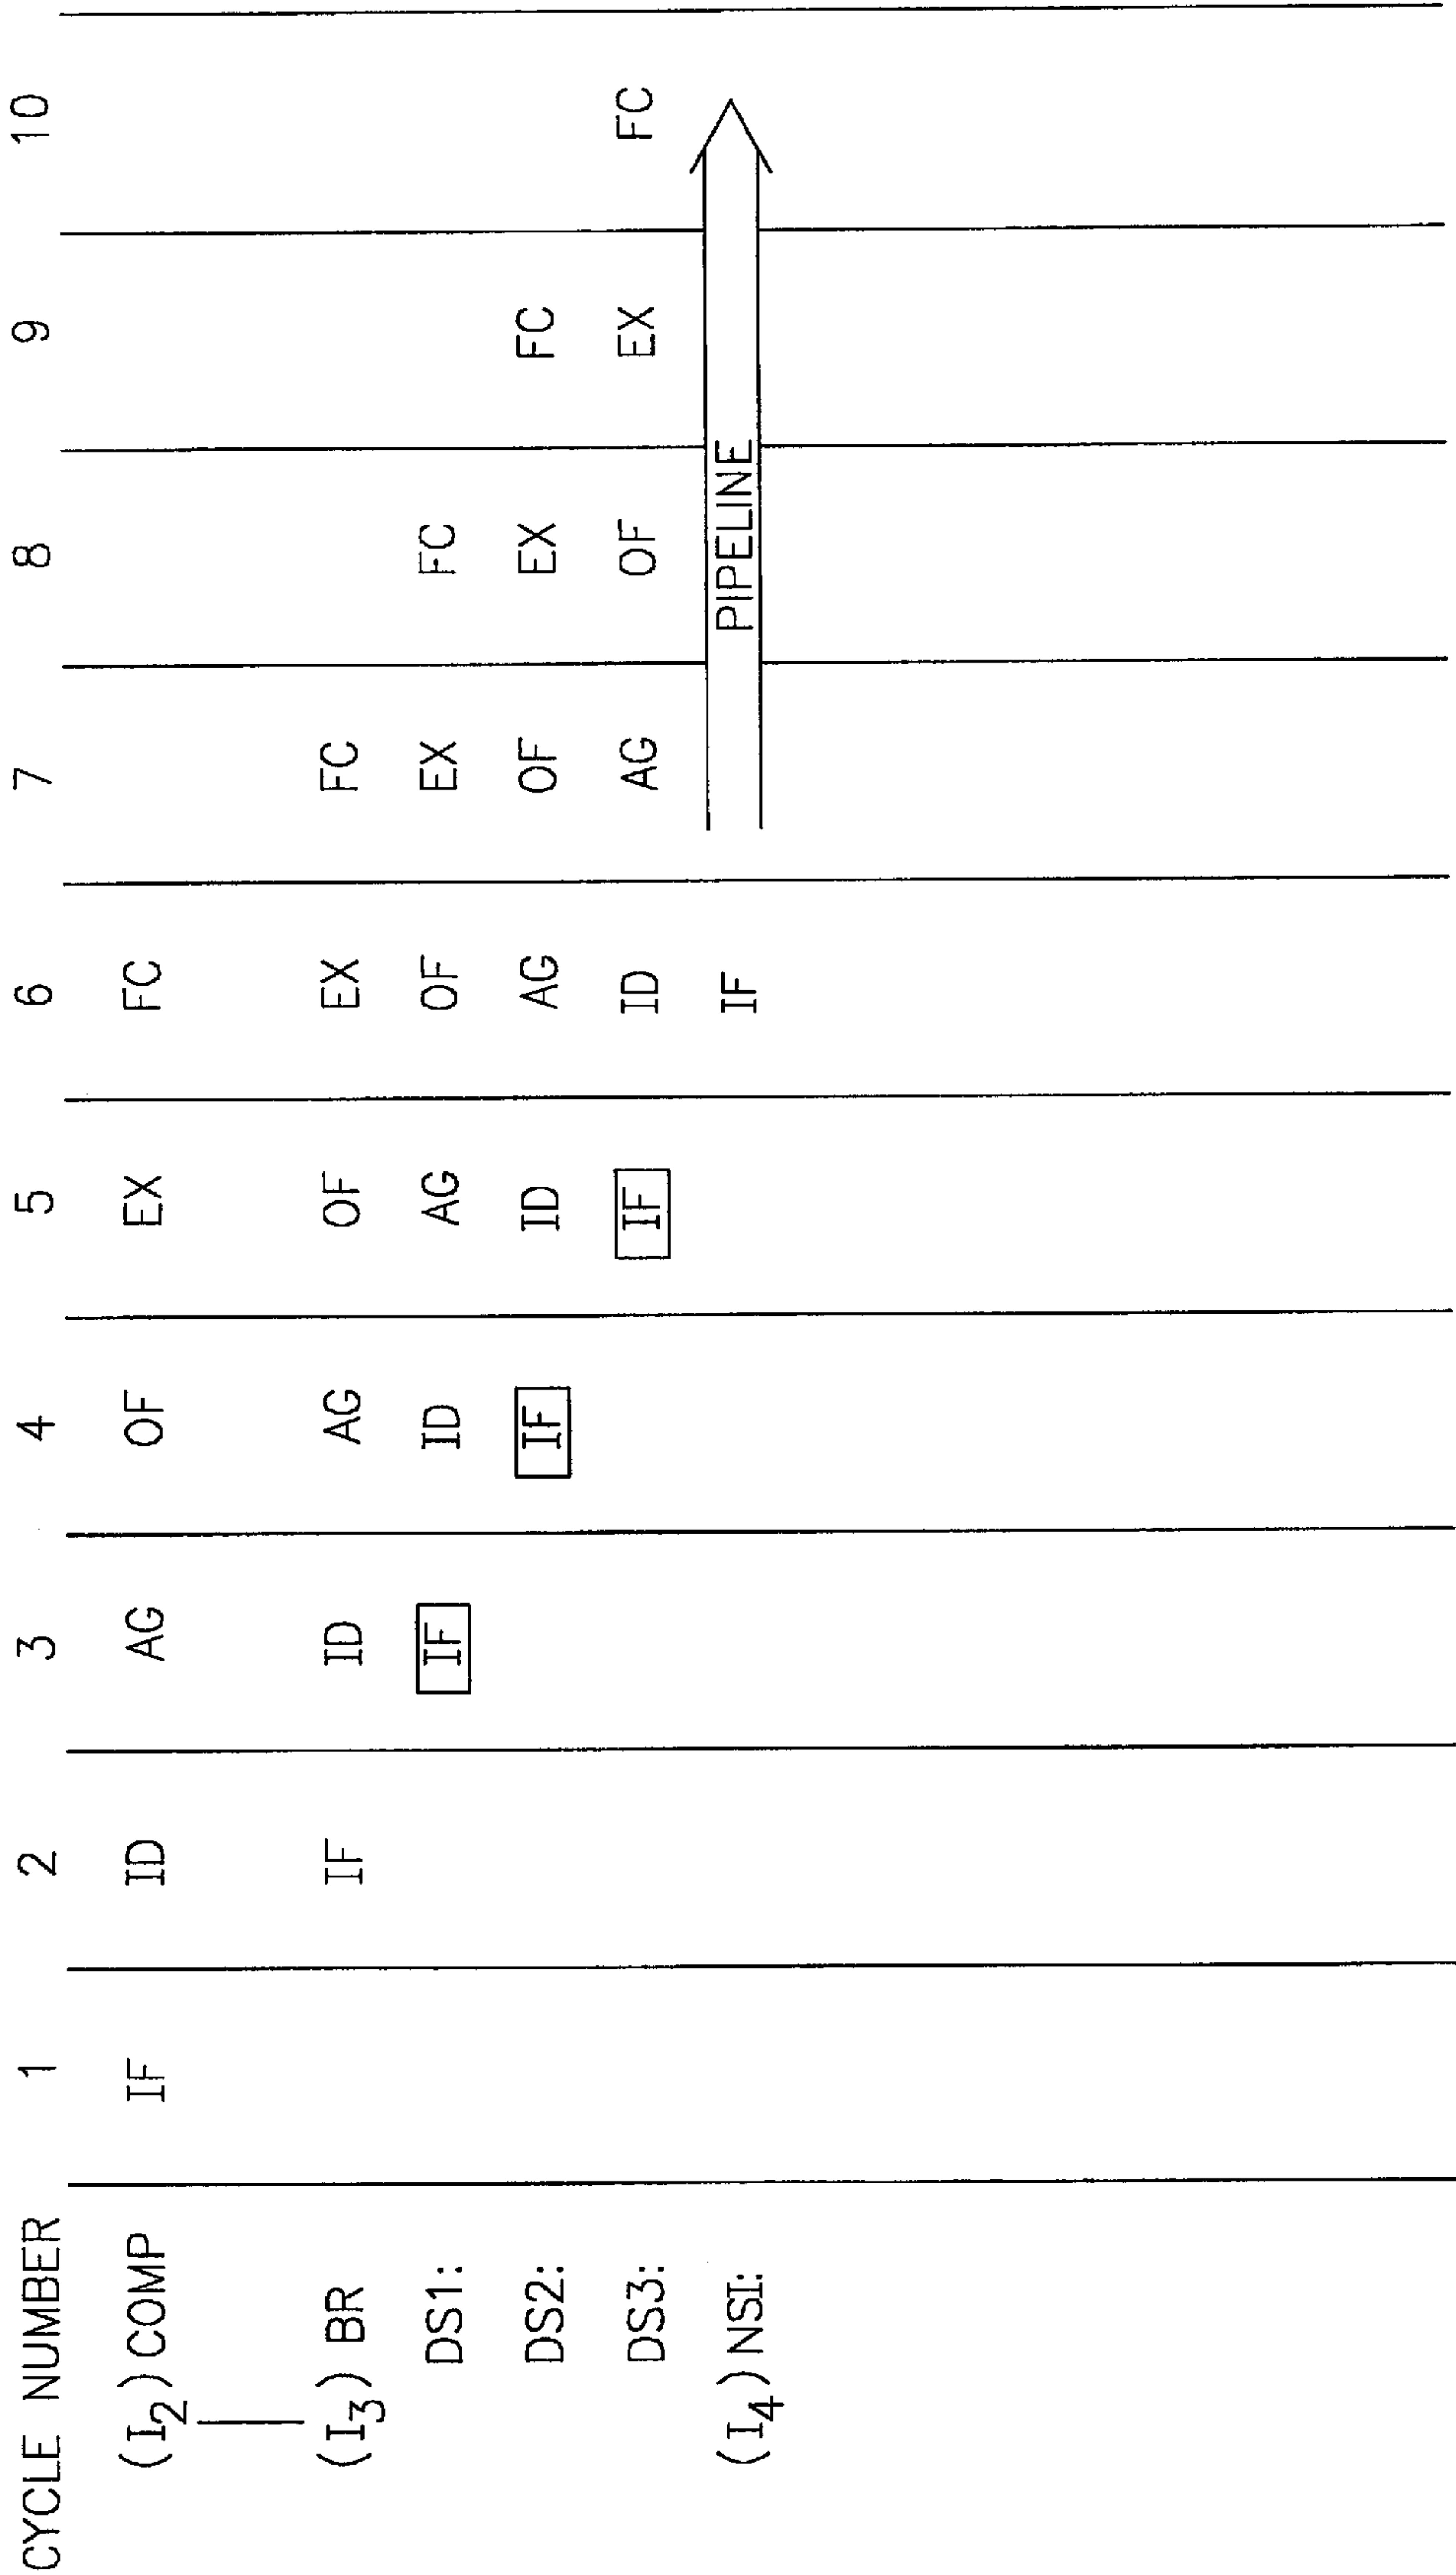 CYCLE NUMBER 1 2 3 4 5 6 7 8 9 10
(I2) COMP IF ID AG OF EX FC
(I3) BR IF ID AG OF EX FC
DS1: IF ID AG OF EX FC
DS2: IF ID AG OF EX FC
DS3: IF ID AG OF EX FC
(I4) NSI: IF PIPELINE